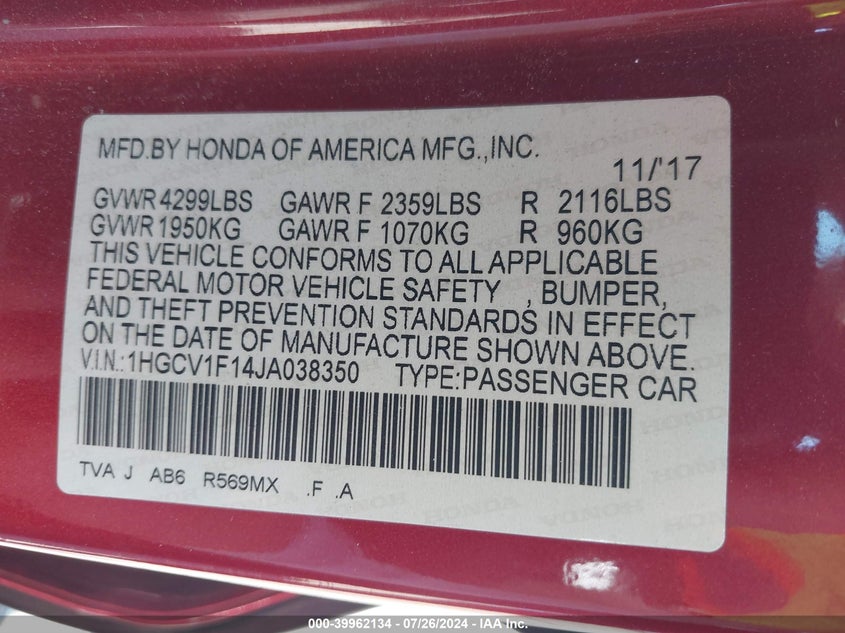 MFD.BY HONDA OF AMERICA MFG.,INC.
11/'17
GVWR 4299LBS GAWR F 2359LBS R 2116LBS
GVWR 1950KG GAWR F 1070KG R 960KG
THIS VEHICLE CONFORMS TO ALL APPLICABLE
FEDERAL MOTOR VEHICLE SAFETY , BUMPER,
AND THEFT PREVENTION STANDARDS IN EFFECT
ON THE DATE OF MANUFACTURE SHOWN ABOVE.
V.I.N.:1HGCV1F14JA038350 TYPE:PASSENGER CAR
TVA J AB6 R569MX .F .A
HONDA
000-39962134 - 07/26/2024 - IAA Inc.